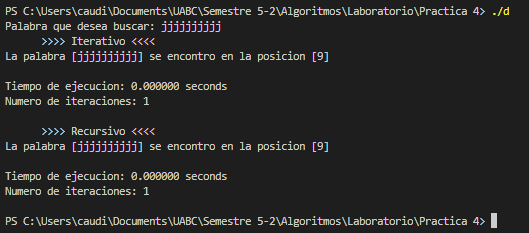 PS C:\Users\caudi\Documents\UABC\Semestre 5-2\Algoritmos\Laboratorio\Practica 4> ./d
Palabra que desea buscar: jjjjjjjjjj
>>>> Iterativo <<<<
La palabra [jjjjjjjjjj] se encontro en la posicion [9]
Tiempo de ejecucion: 0.000000 seconds
Numero de iteraciones: 1
>>>> Recursivo <<<<
La palabra [jjjjjjjjjj] se encontro en la posicion [9]
Tiempo de ejecucion: 0.000000 seconds
Numero de iteraciones: 1
PS C:\Users\caudi\Documents\UABC\Semestre 5-2\Algoritmos\Laboratorio\Practica 4>